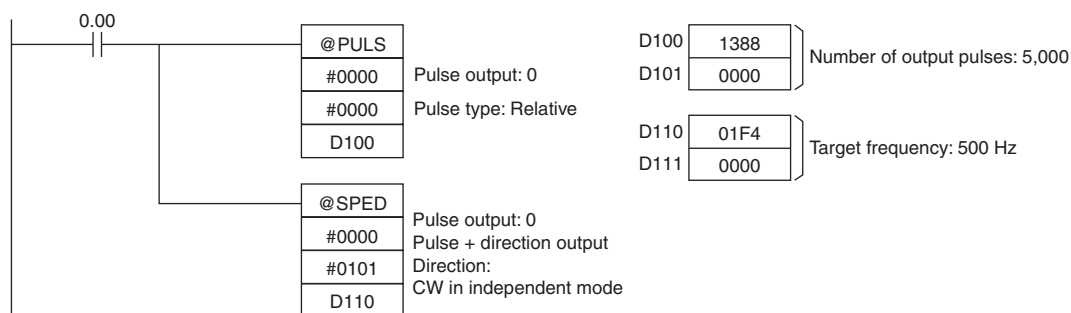 0.00
@PULS
#0000 Pulse output: 0
#0000 Pulse type: Relative
D100
D100 1388
D101 0000
Number of output pulses: 5,000
D110 01F4
D111 0000
Target frequency: 500 Hz
@SPED
#0000
#0101
D110
Pulse output: 0
Pulse + direction output
Direction:
CW in independent mode